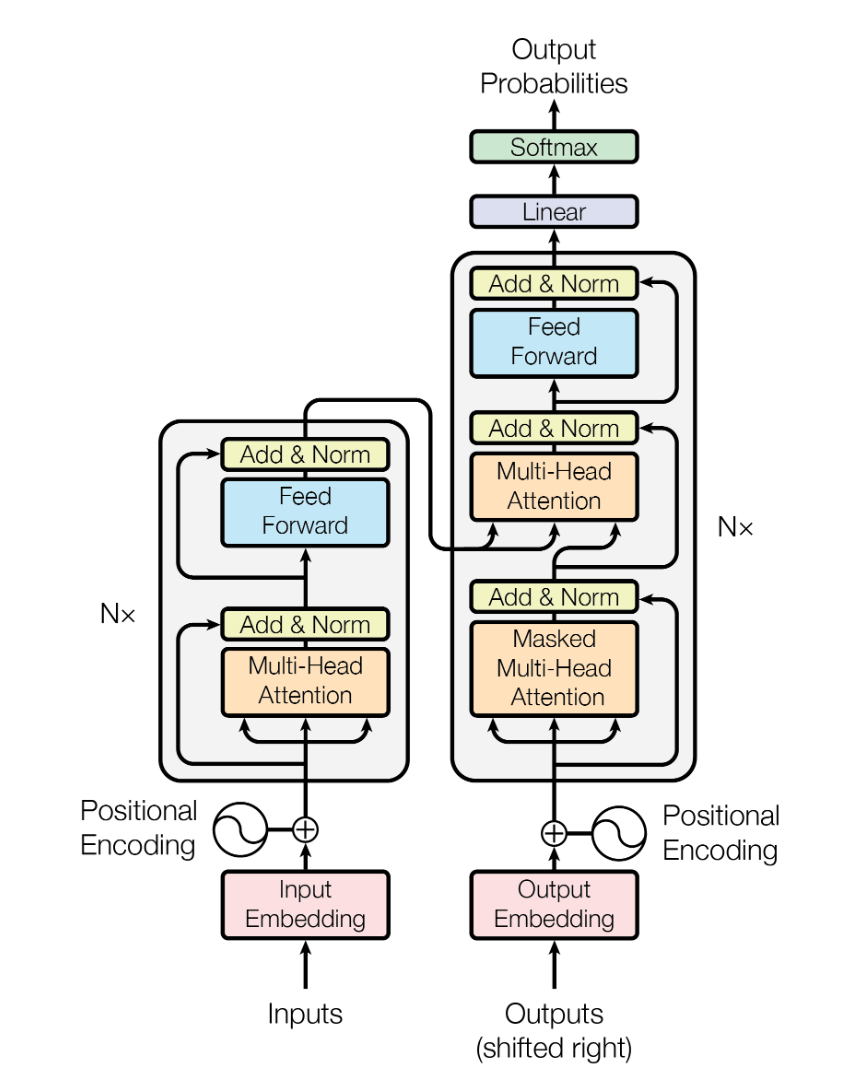 Output
Probabilities
Softmax
Linear
Add & Norm
Feed
Forward
Add & Norm
Multi-Head
Attention
N×
Add & Norm
Masked
Multi-Head
Attention
Add & Norm
Feed
Forward
N×
Add & Norm
Multi-Head
Attention
Positional
Encoding
Positional
Encoding
Input
Embedding
Output
Embedding
Inputs
Outputs
(shifted right)